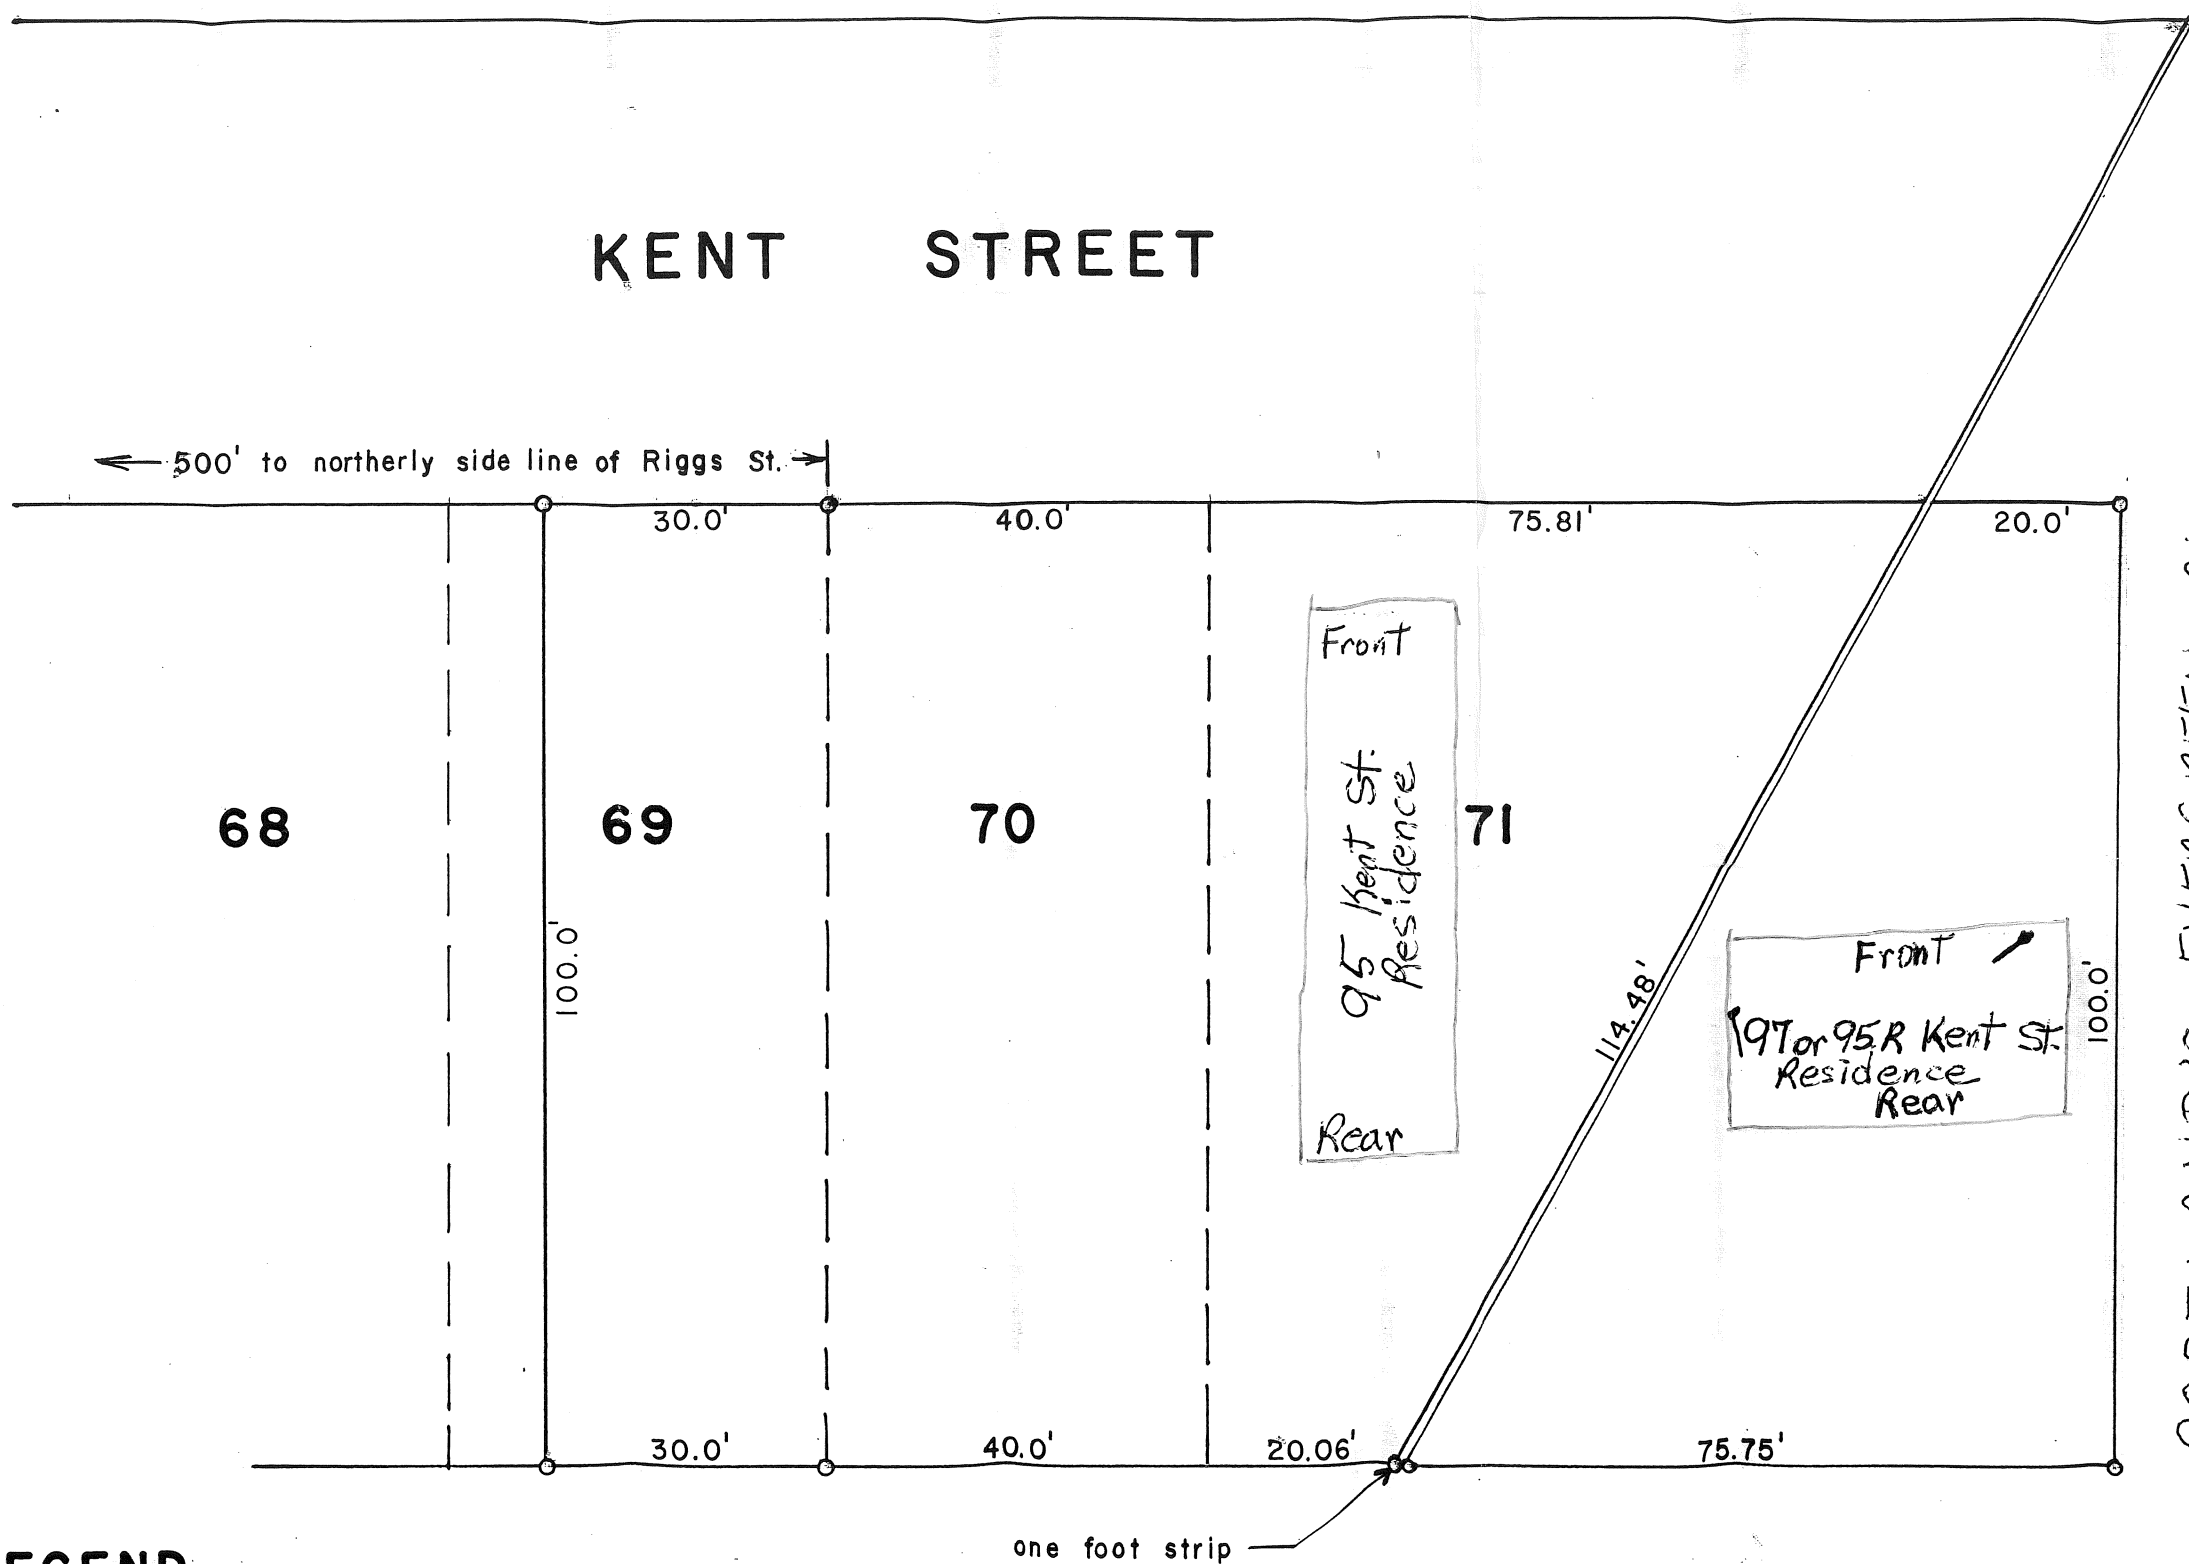 KENT STREET
500' to northerly side line of Riggs St.
30.0'
40.0'
75.81'
20.0'
Front
95 Kent St.
Residence
Rear
68
69
70
71
100.0'
114.48'
Front
97 or 95R Kent St.
Residence
Rear
100.0'
30.0'
40.0'
20.06'
75.75'
one foot strip